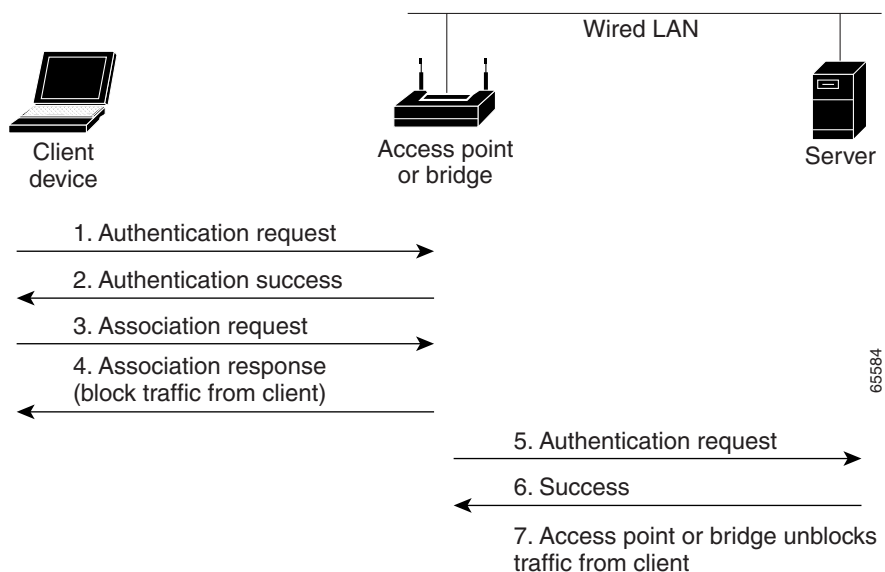 Wired LAN
Client
device
Access point
or bridge
Server
1. Authentication request
2. Authentication success
3. Association request
4. Association response
(block traffic from client)
65584
5. Authentication request
6. Success
7. Access point or bridge unblocks
traffic from client